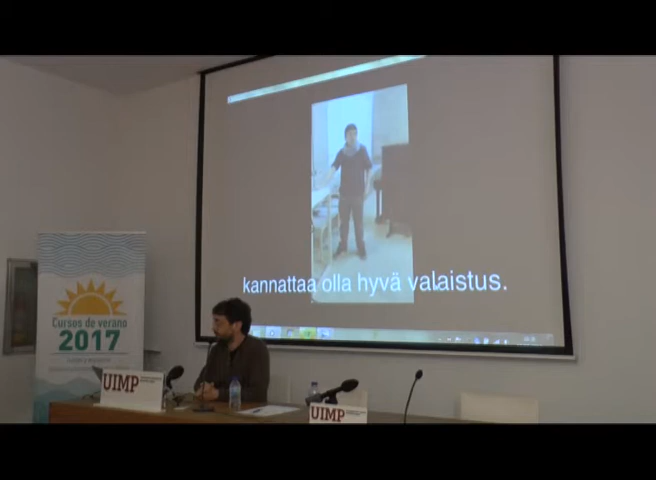 kannattaa olla hyvä valaistus.
Cursos de verano
2017
UIMP
UIMP